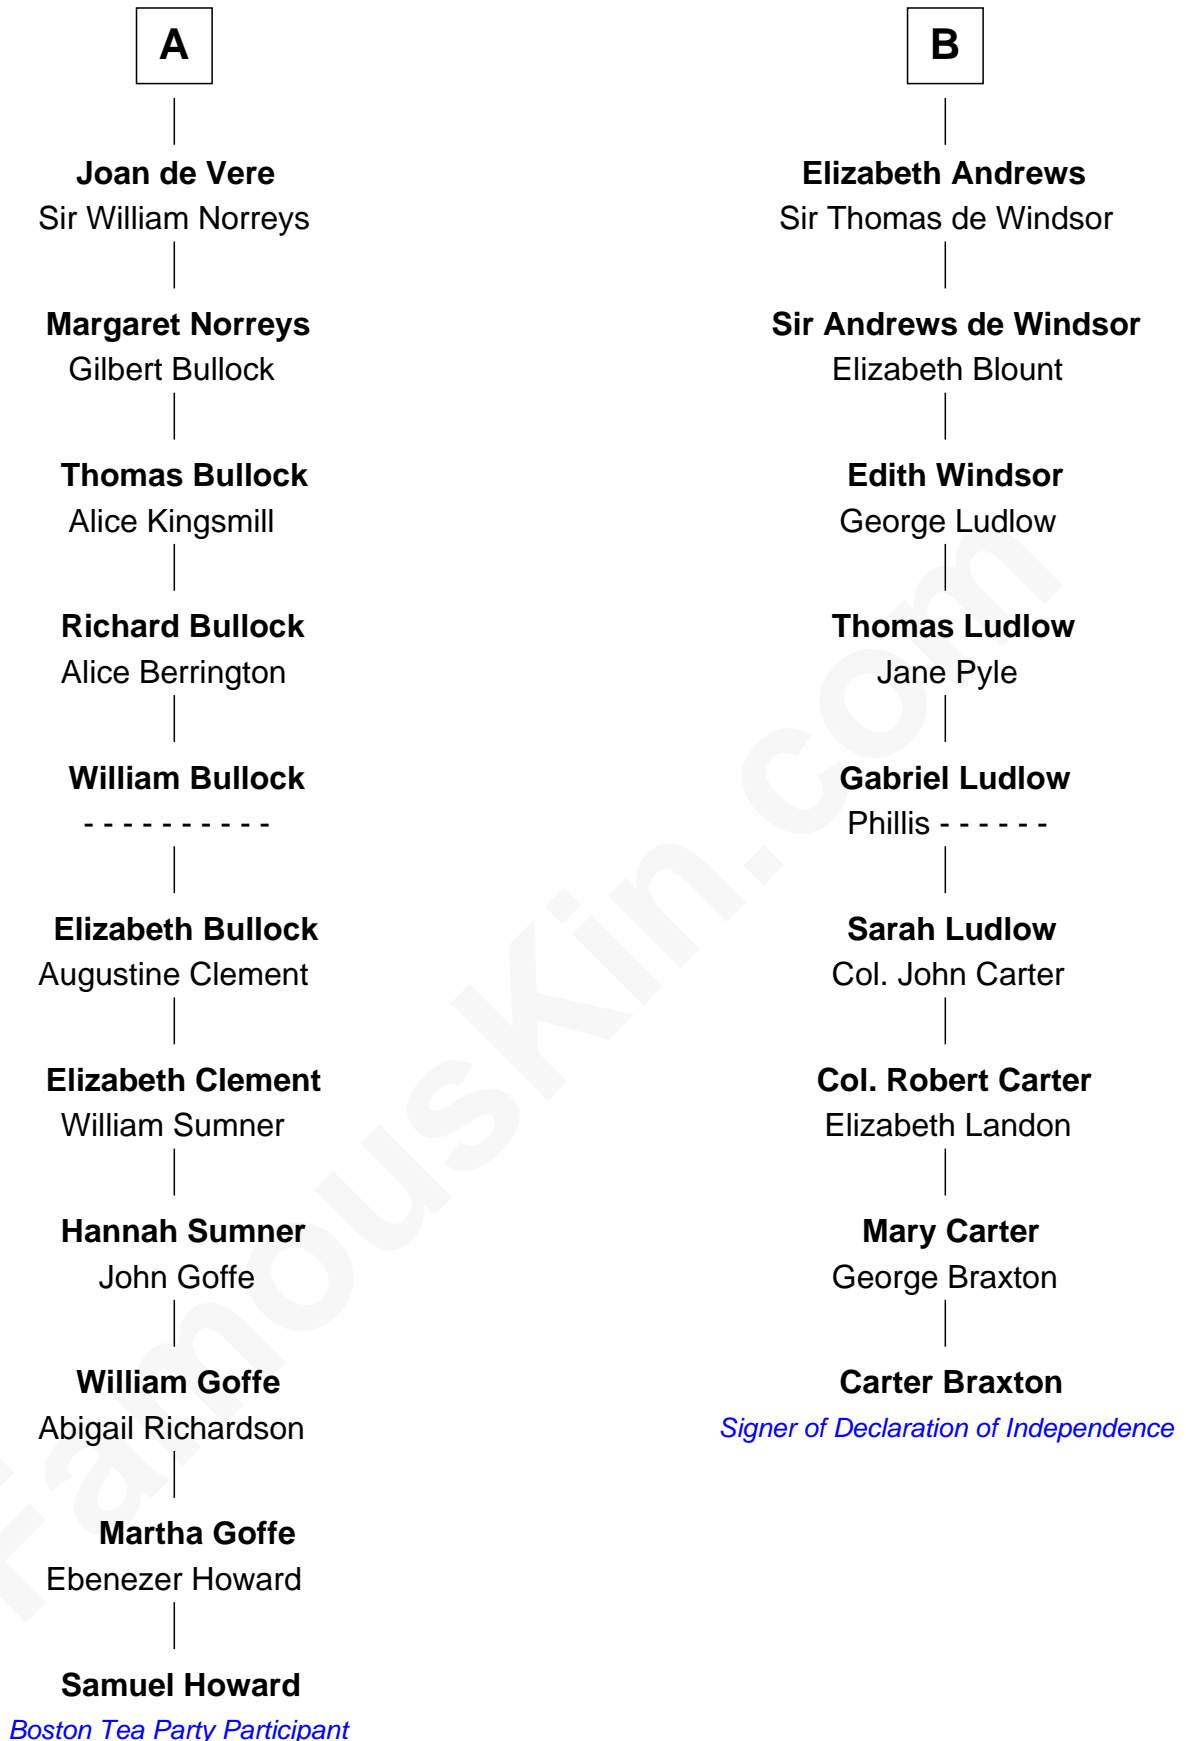 A
Joan de Vere
Sir William Norreys
Margaret Norreys
Gilbert Bullock
Thomas Bullock
Alice Kingsmill
Richard Bullock
Alice Berrington
William Bullock
- - - - - - - - - -
Elizabeth Bullock
Augustine Clement
Elizabeth Clement
William Sumner
Hannah Sumner
John Goffe
William Goffe
Abigail Richardson
Martha Goffe
Ebenezer Howard
Samuel Howard
Boston Tea Party Participant
B
Elizabeth Andrews
Sir Thomas de Windsor
Sir Andrews de Windsor
Elizabeth Blount
Edith Windsor
George Ludlow
Thomas Ludlow
Jane Pyle
Gabriel Ludlow
Phillis - - - - - -
Sarah Ludlow
Col. John Carter
Col. Robert Carter
Elizabeth Landon
Mary Carter
George Braxton
Carter Braxton
Signer of Declaration of Independence
FamousKin.com